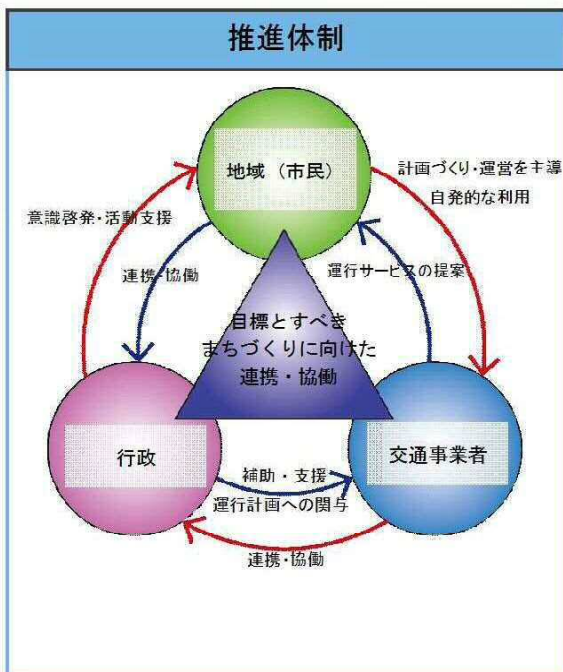 推進体制
地域（市民）
計画づくり・運営を主導
自発的な利用
意識啓発・活動支援
連携・協働
運行サービスの提案
目標とすべき
まちづくりに向けた
連携・協働
行政
交通事業者
補助・支援
運行計画への関与
連携・協働